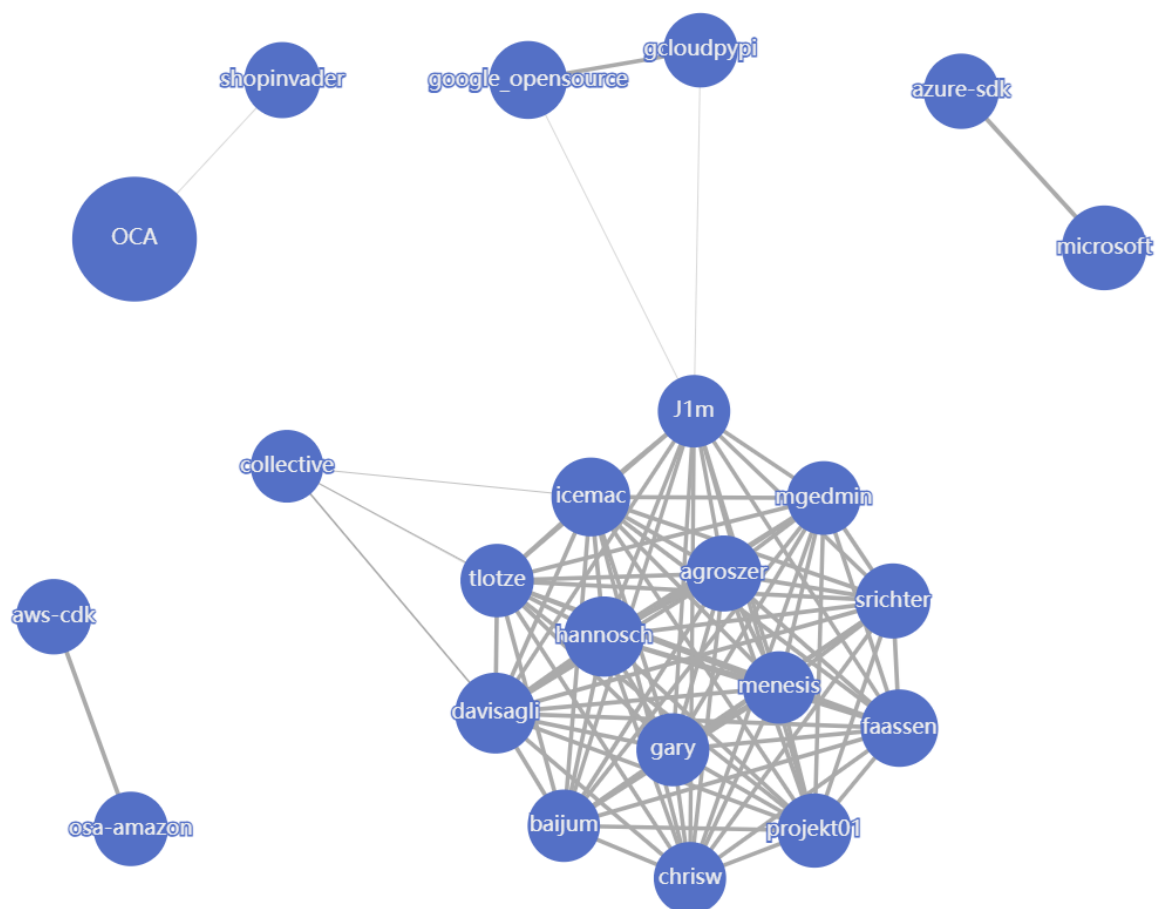 gcloudpypi
shopinvader
google_opensource
azure-sdk
OCA
microsoft
J1m
collective
icemac
mgedmin
tlotze
agroszer
srichter
aws-cdk
hannosch
menesis
davisagli
faassen
gary
baijum
projekt01
osa-amazon
chrisw